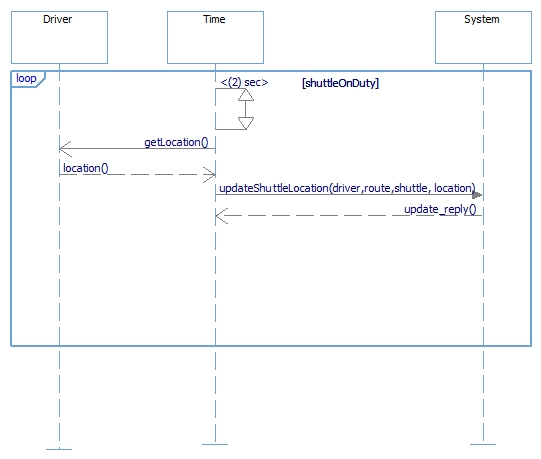 Driver
Time
System
loop
<(2) sec>
[shuttleOnDuty]
getLocation()
location()
updateShuttleLocation(driver,route,shuttle, location)
update_reply()